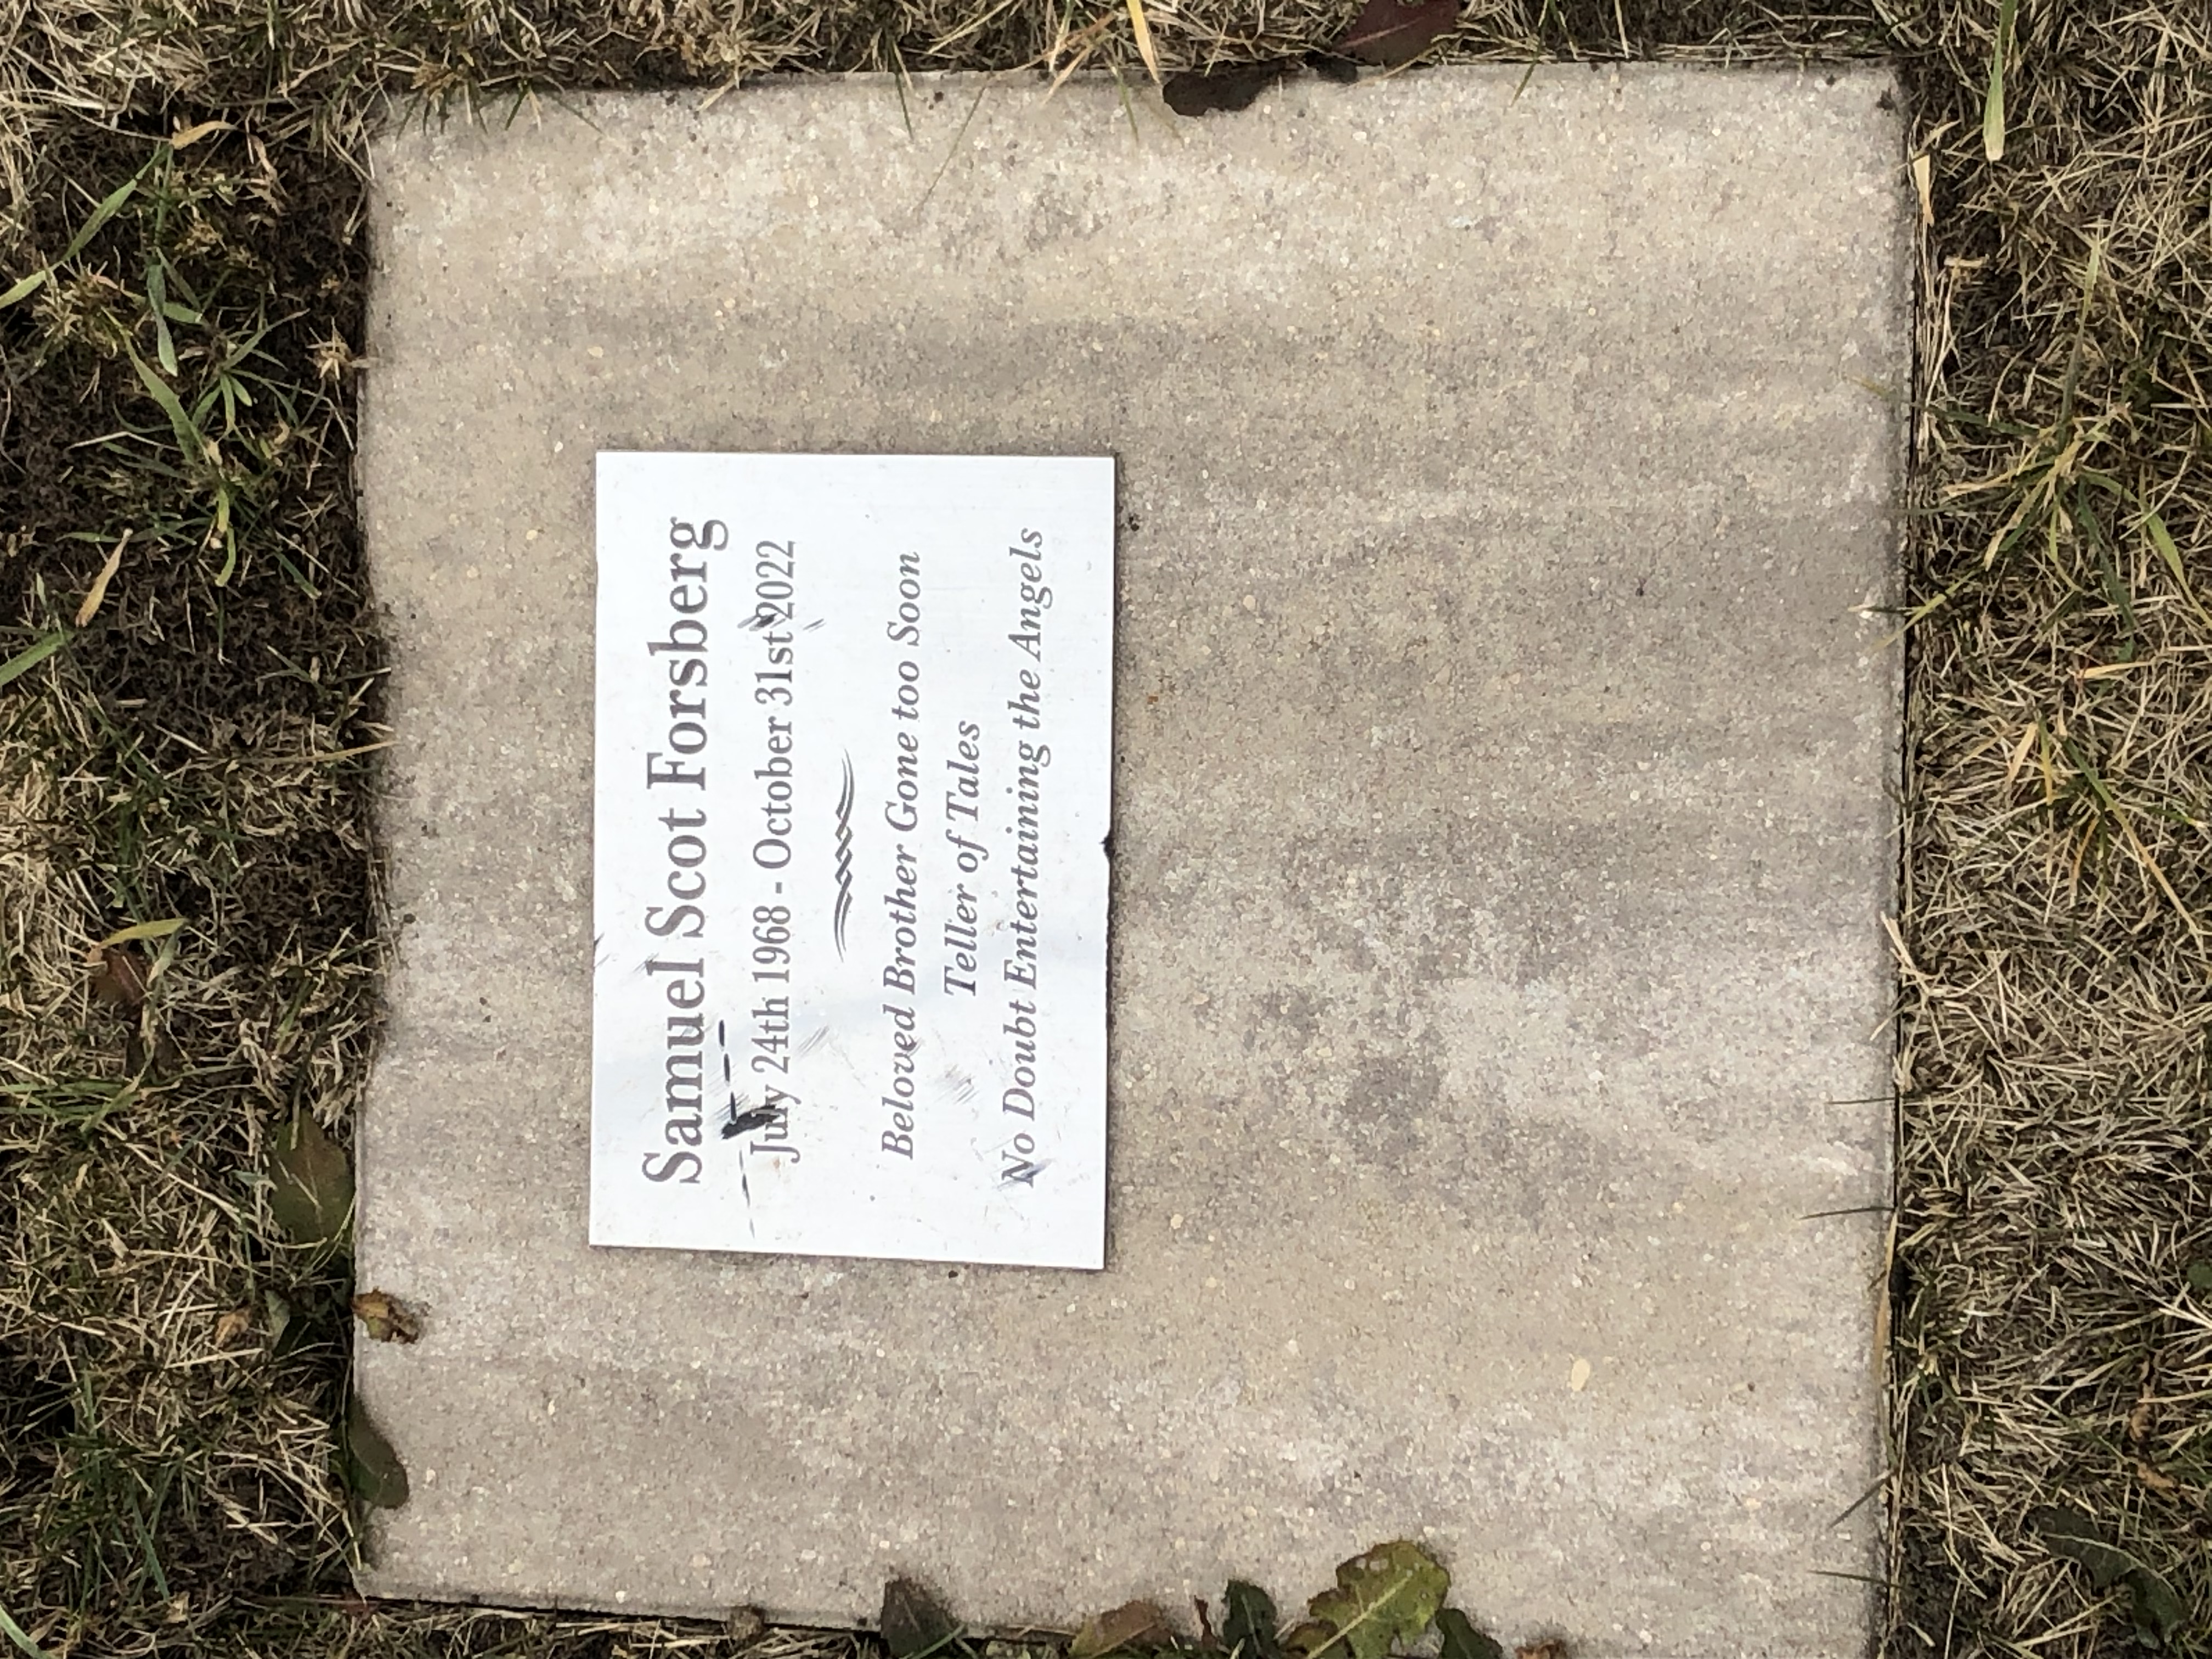 Samuel Scot Forsberg
July 24th 1968 - October 31st 2022
Beloved Brother Gone too Soon
Teller of Tales
No Doubt Entertaining the Angels